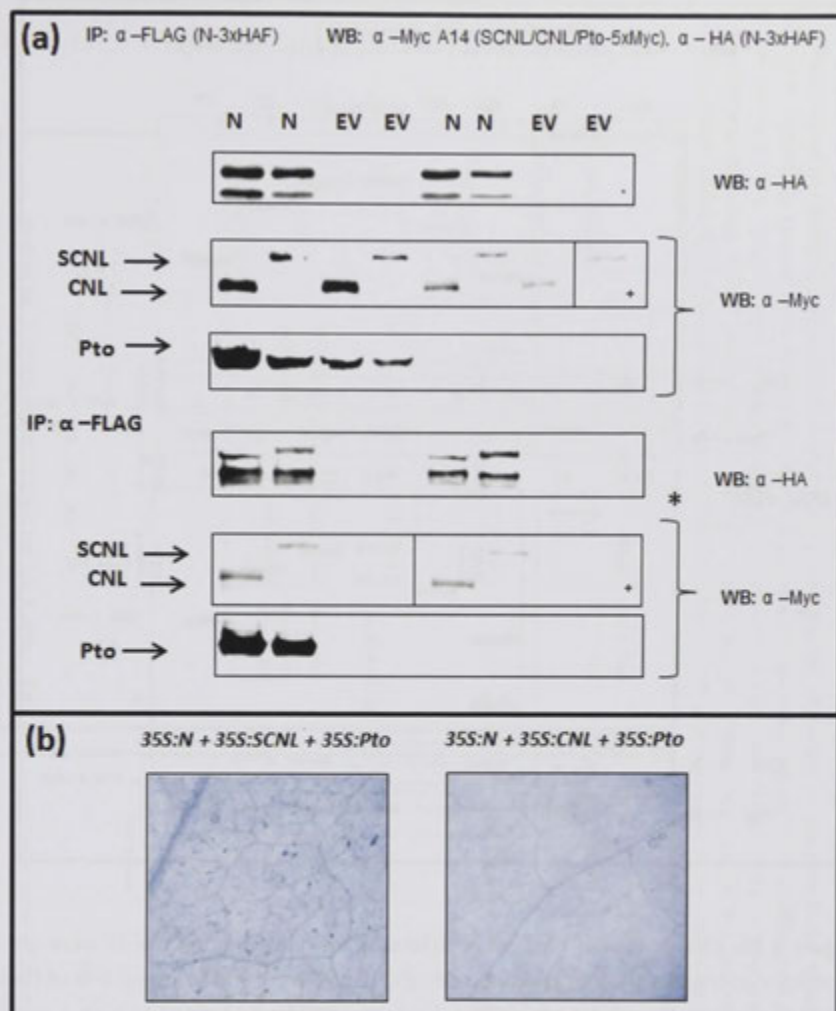 (a) IP: α –FLAG (N-3xHAF) WB: α –Myc A14 (SCNL/CNL/Pto-5xMyc), α – HA (N-3xHAF)
N N EV EV N N EV EV
WB: α –HA
SCNL
CNL
WB: α –Myc
Pto
IP: α –FLAG
WB: α –HA
*
SCNL
CNL
WB: α –Myc
Pto
(b) 35S:N + 35S:SCNL + 35S:Pto 35S:N + 35S:CNL + 35S:Pto